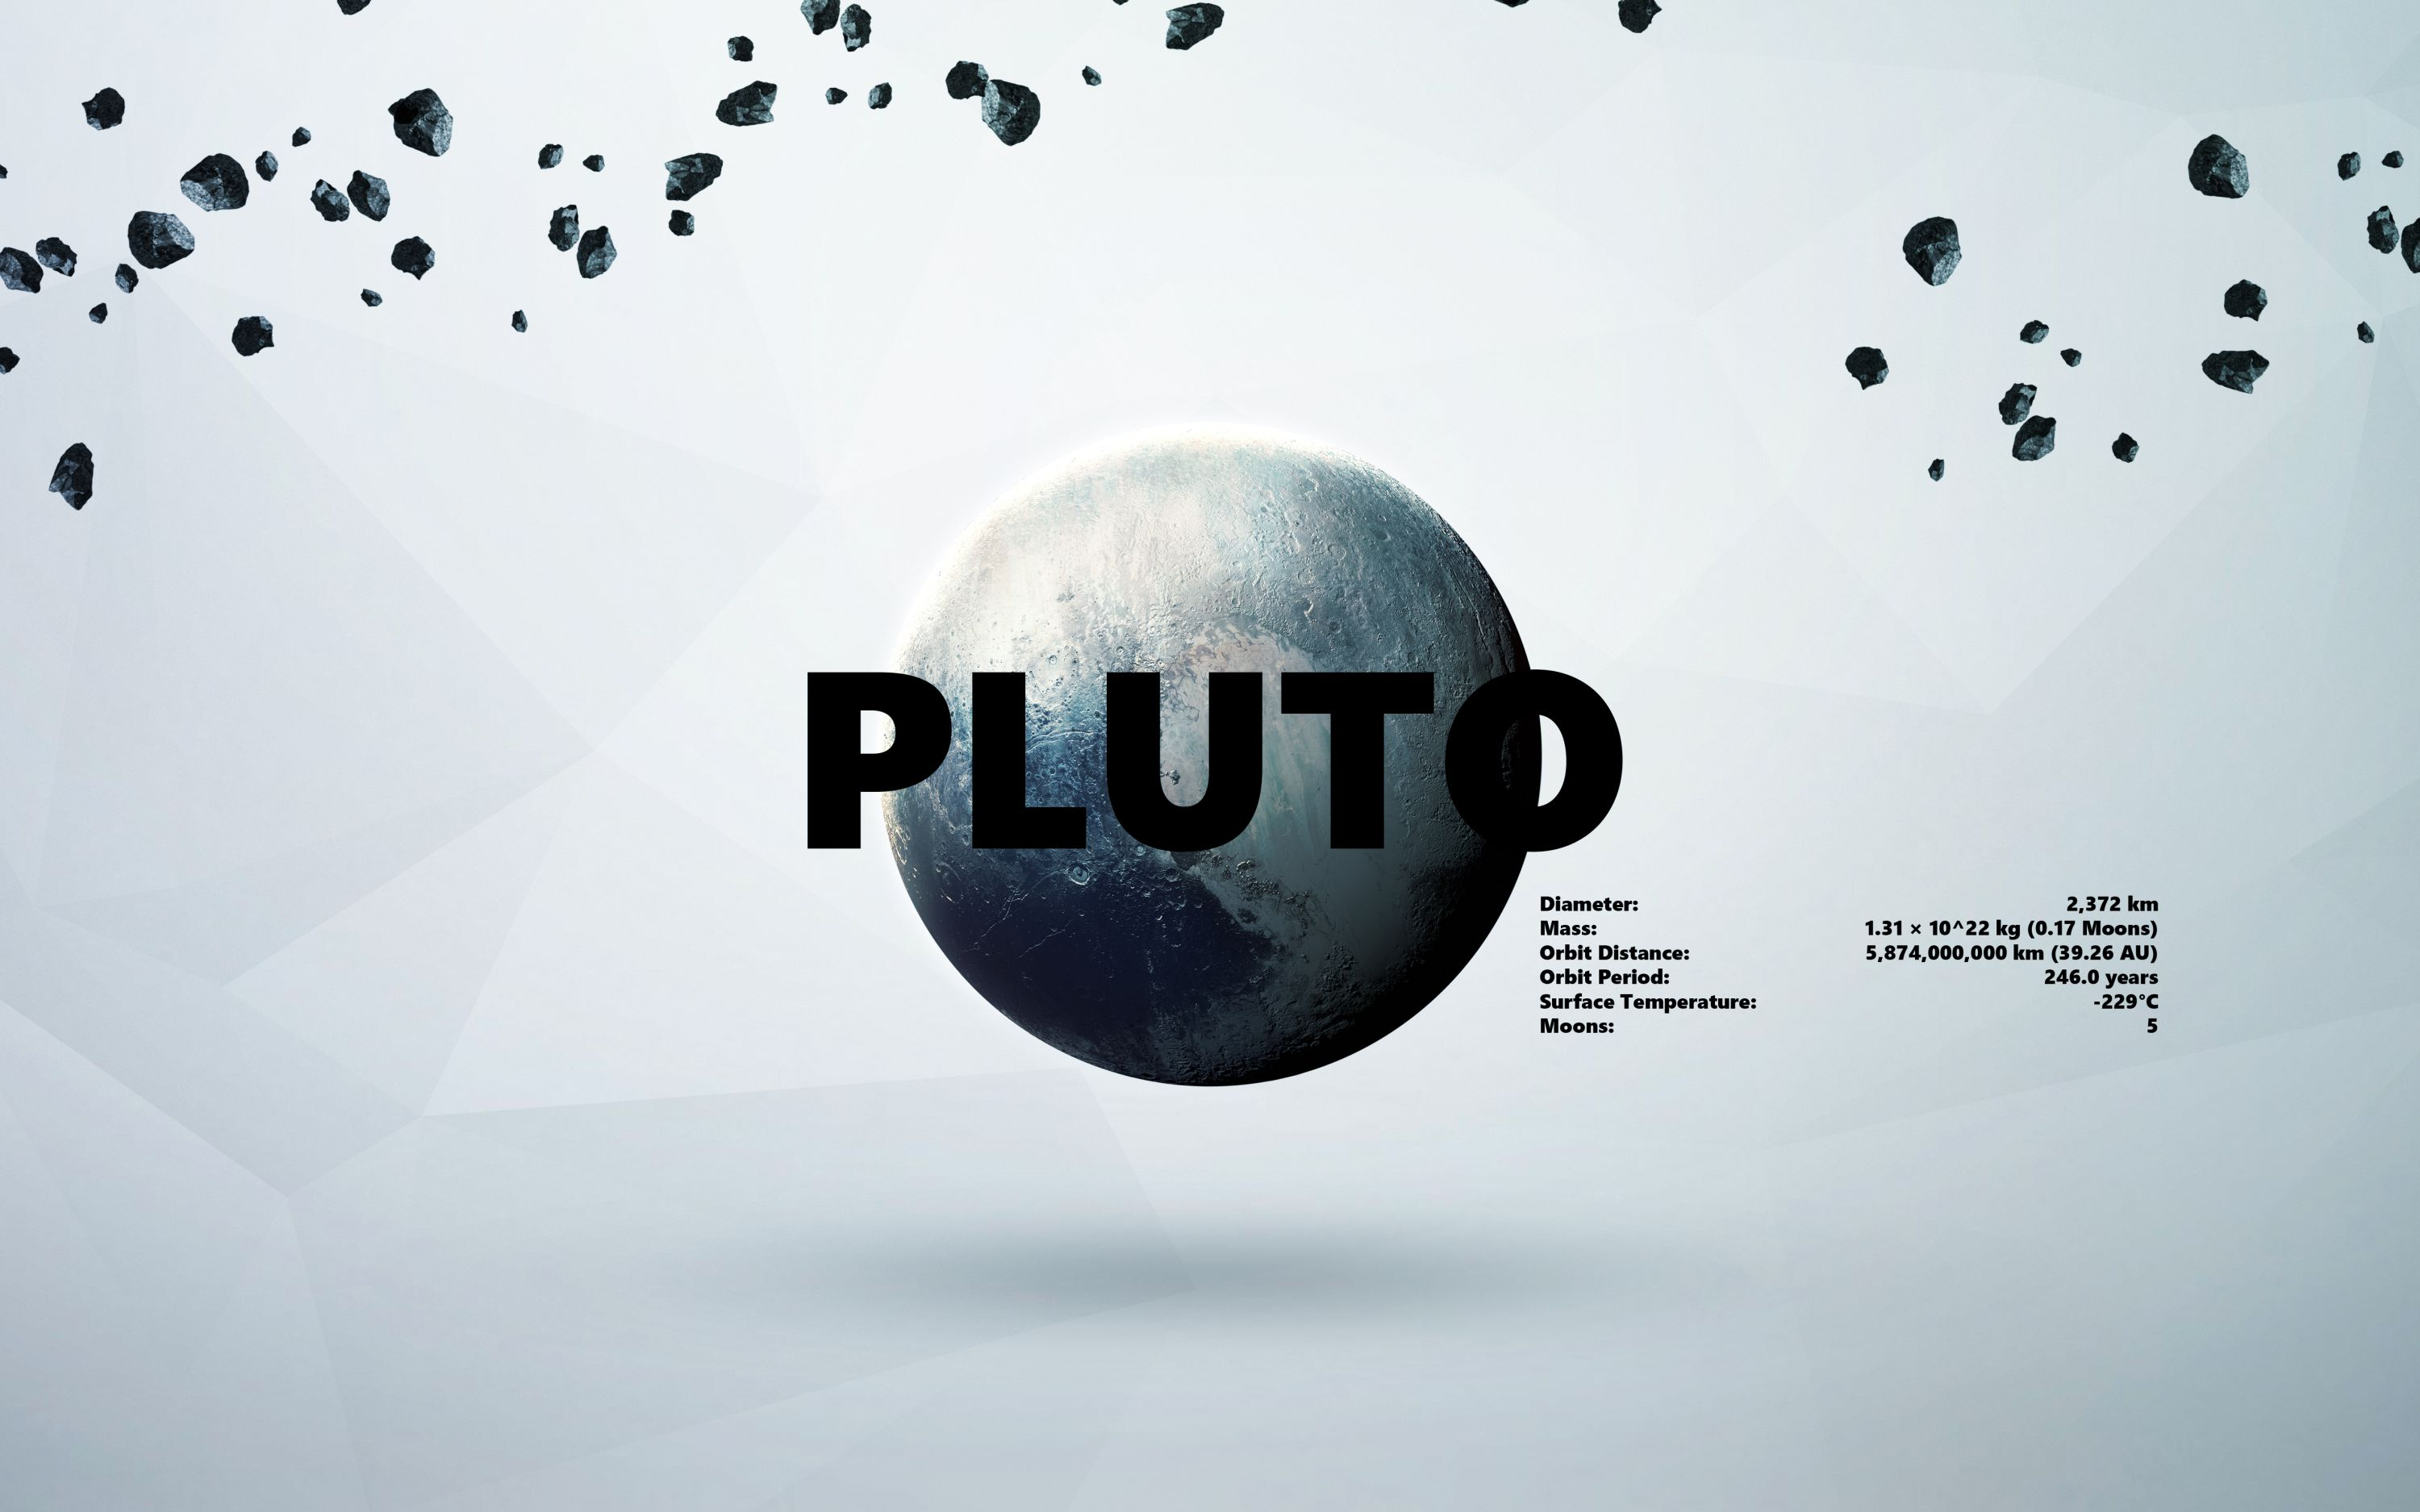 PLUTO
Diameter: 2,372 km
Mass: 1.31 × 10^22 kg (0.17 Moons)
Orbit Distance: 5,874,000,000 km (39.26 AU)
Orbit Period: 246.0 years
Surface Temperature: -229°C
Moons: 5